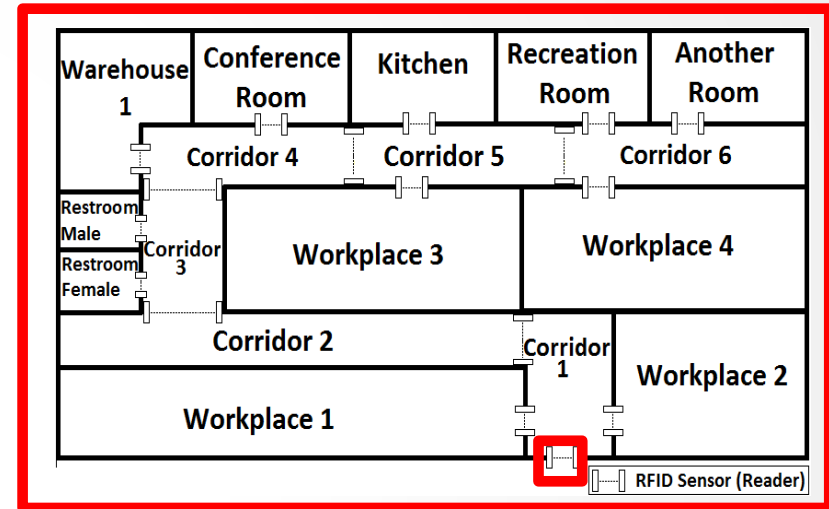 Warehouse
1
Conference
Room
Kitchen
Recreation
Room
Another
Room
Corridor 4
Corridor 5
Corridor 6
Restroom
Male
Restroom
Female
Corridor
3
Workplace 3
Workplace 4
Corridor 2
Corridor
1
Workplace 1
Workplace 2
RFID Sensor (Reader)